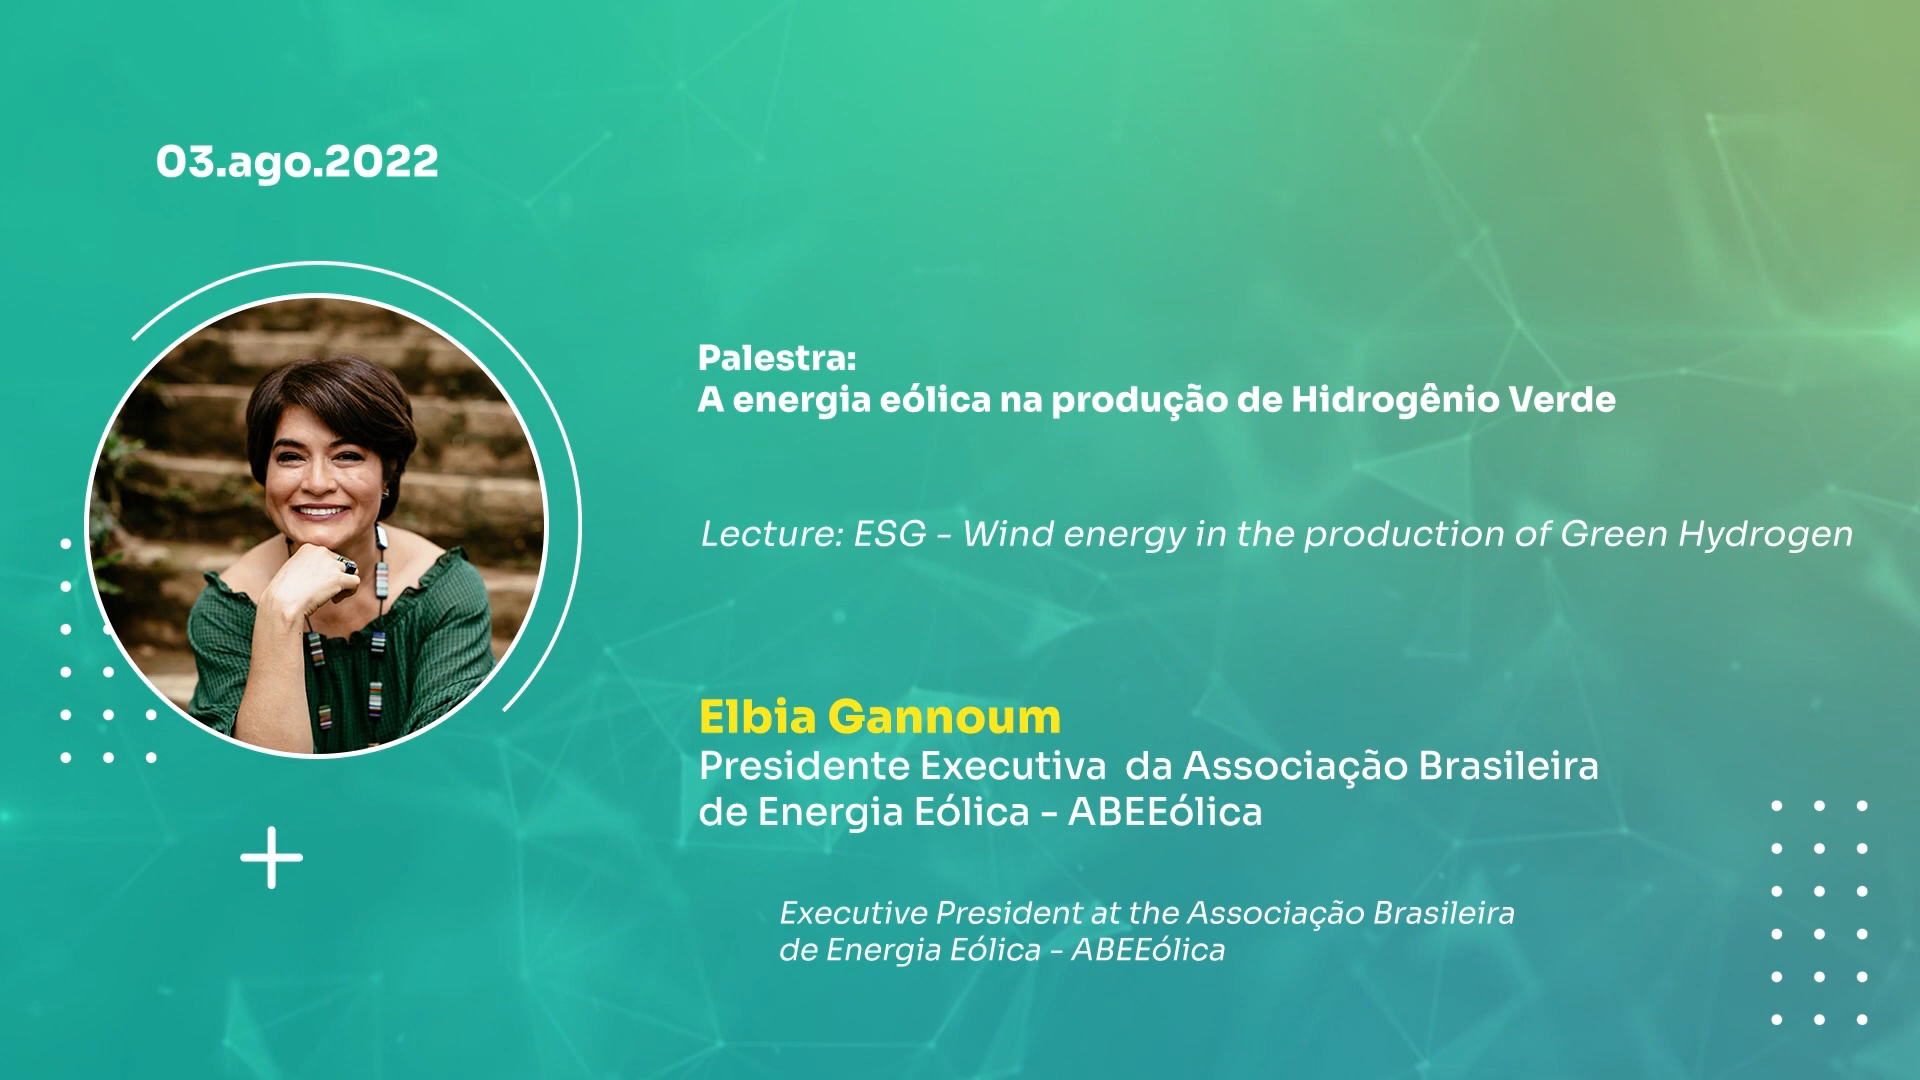 03.ago.2022
Palestra:
A energia eólica na produção de Hidrogênio Verde
Lecture: ESG - Wind energy in the production of Green Hydrogen
Elbia Gannoum
Presidente Executiva da Associação Brasileira
de Energia Eólica - ABEEólica
Executive President at the Associação Brasileira
de Energia Eólica - ABEEólica